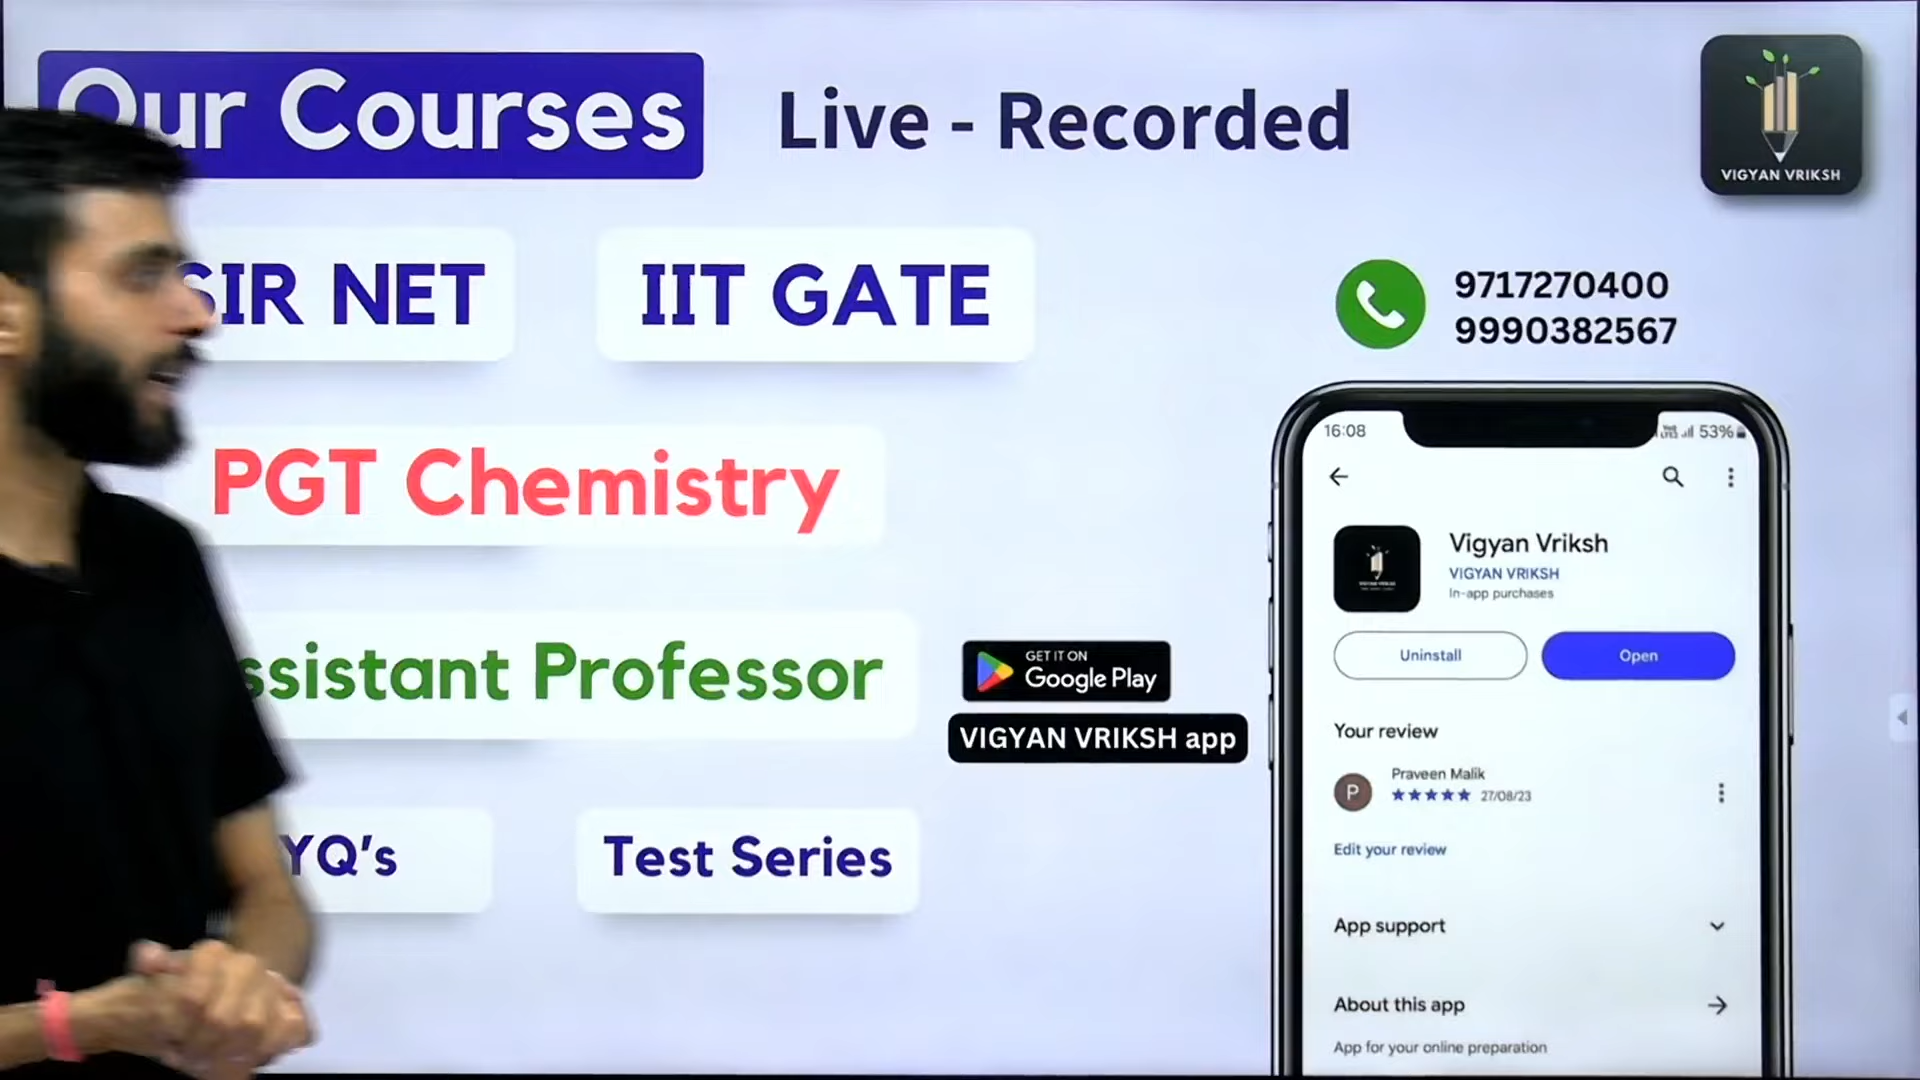 Our Courses
Live - Recorded
VIGYAN VRIKSH
SIR NET
IIT GATE
9717270400
9990382567
PGT Chemistry
16:08
53%
Vigyan Vriksh
VIGYAN VRIKSH
In-app purchases
Uninstall
Open
ssistant Professor
GET IT ON
Google Play
VIGYAN VRIKSH app
Your review
P
Praveen Malik
★★★★★ 27/08/23
Edit your review
YQ's
Test Series
App support
About this app
App for your online preparation